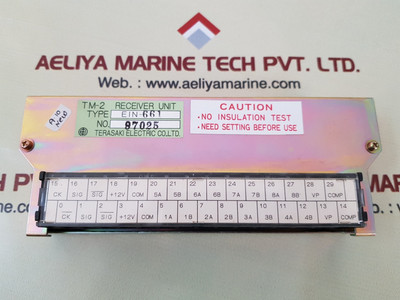 AELIYA MARINE TECH PVT. LTD.
Web. : www.aeliyamarine.com
TM-2 RECEIVER UNIT
TYPE EIN-661
NO. 97025
TERASAKI ELECTRIC CO., LTD
CAUTION
• NO INSULATION TEST
• NEED SETTING BEFORE USE
15 16 17 18 19 20 21 22 23 24 25 26 27 28 29
CK SIG SIG +12V COM 5A 5B 6A 6B 7A 7B 8A 8B VP COMP
0 1 2 3 4 5 6 7 8 9 10 11 12 13 14
CK SIG SIG +12V COM 1A 1B 2A 2B 3A 3B 4A 4B VP COMP